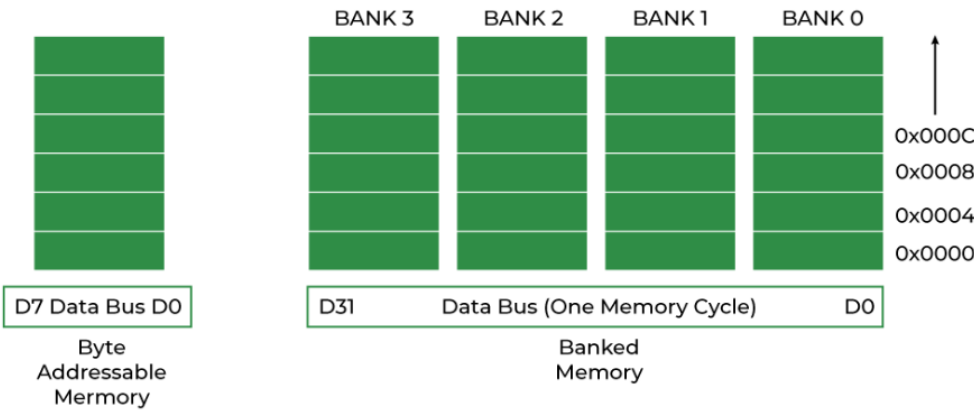 BANK 3 BANK 2 BANK 1 BANK 0
0x000C
0x0008
0x0004
0x0000
D7 Data Bus D0
D31 Data Bus (One Memory Cycle) D0
Byte
Addressable
Mermory
Banked
Memory